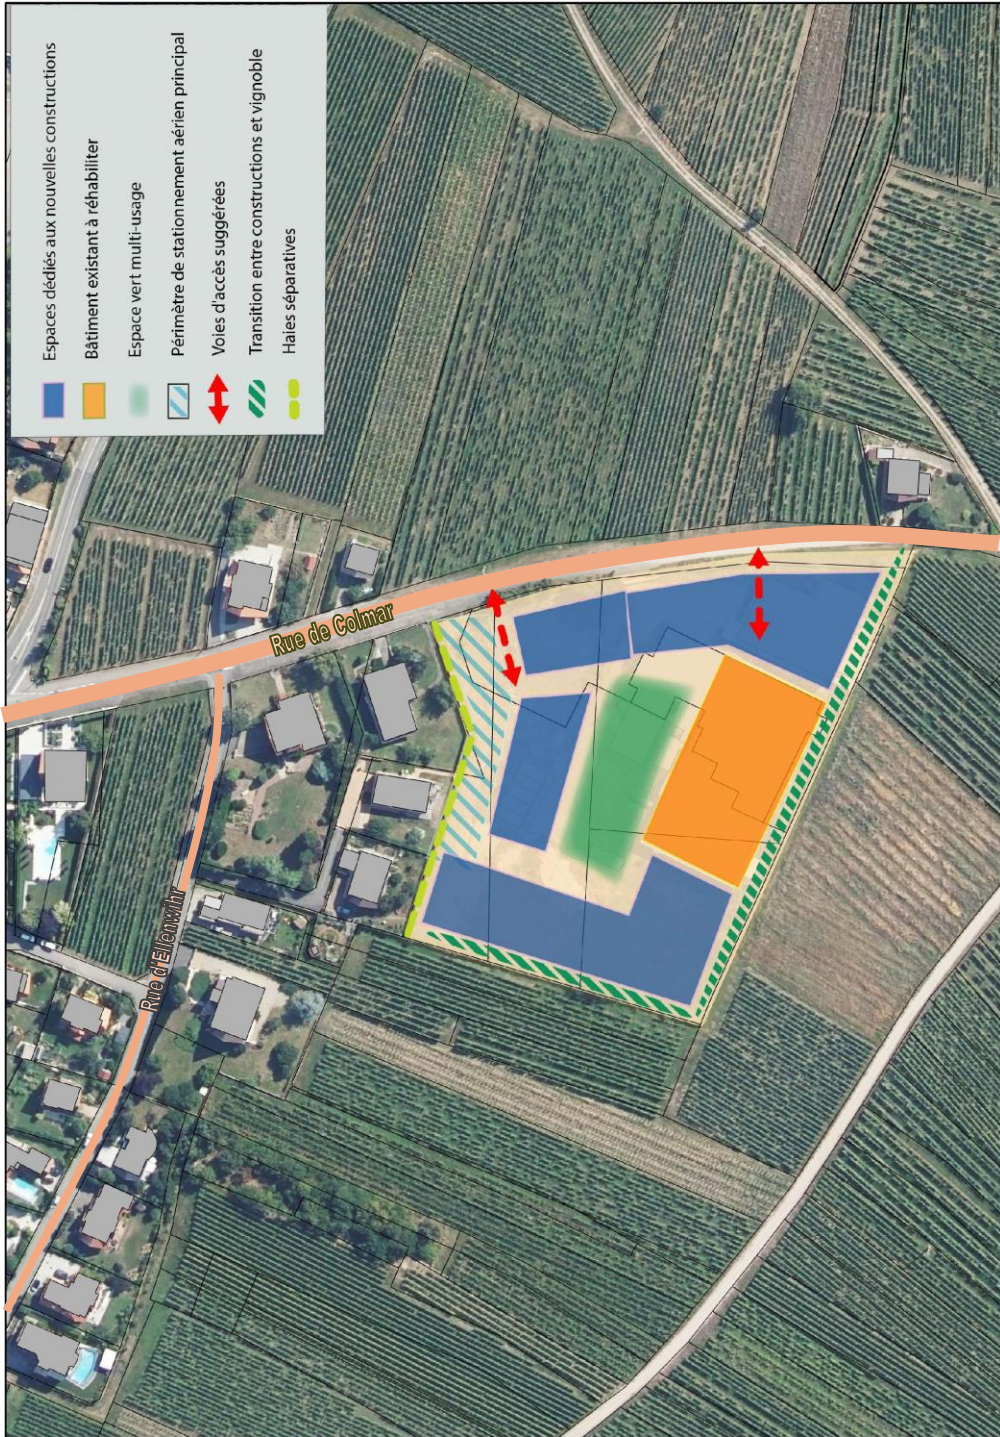 Espaces dédiés aux nouvelles constructions
Bâtiment existant à réhabiliter
Espace vert multi-usage
Périmètre de stationnement aérien principal
Voies d'accès suggérées
Transition entre constructions et vignoble
Haies séparatives
Rue de Colmar
Rue d'Ellenwihr